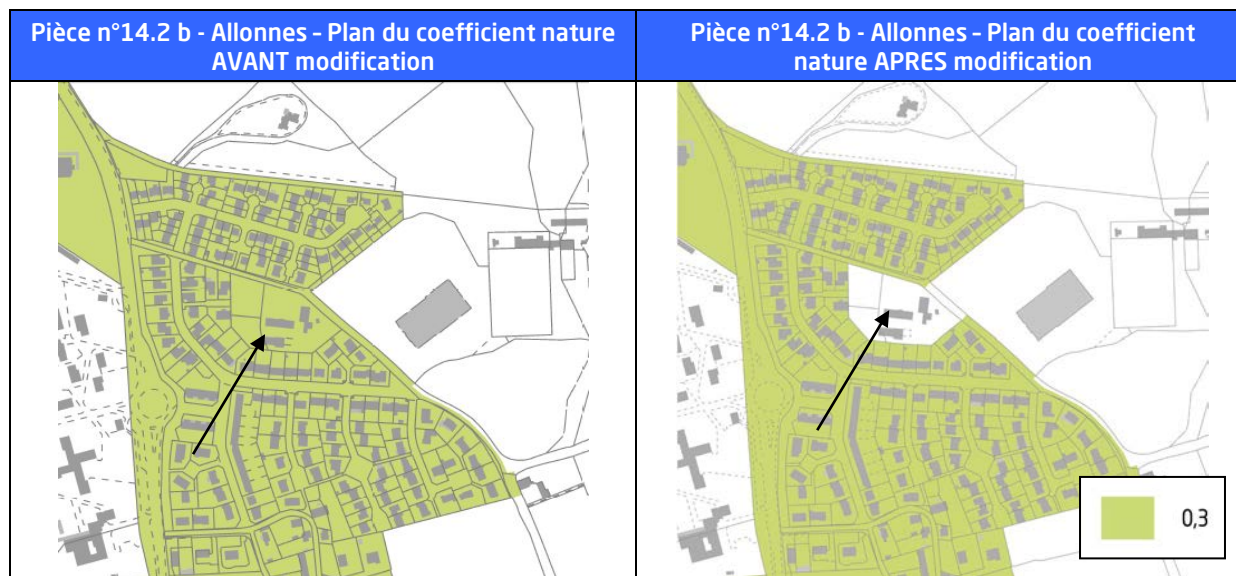 Pièce n°14.2 b - Allonnes - Plan du coefficient nature
AVANT modification
Pièce n°14.2 b - Allonnes - Plan du coefficient
nature APRES modification
0,3